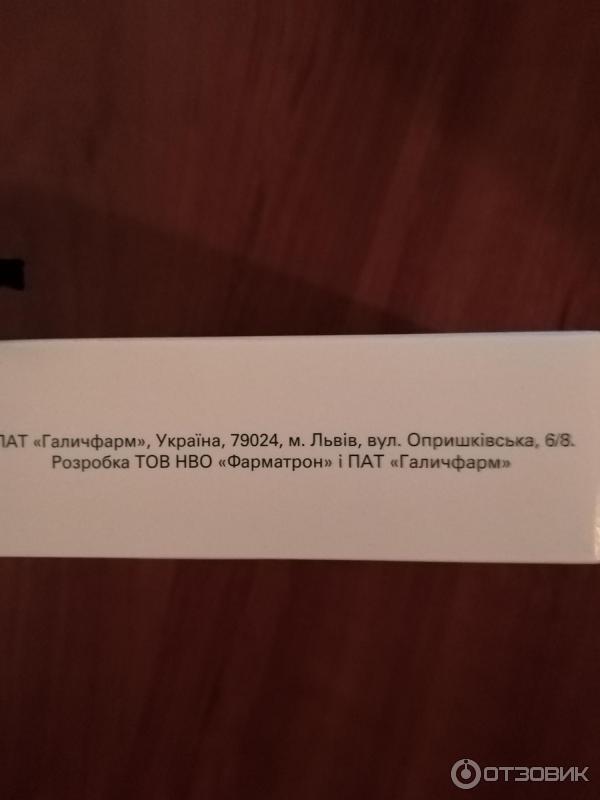 ПАТ «Галичфарм», Україна, 79024, м. Львів, вул. Опришківська, 6/8.
Розробка ТОВ НВО «Фарматрон» і ПАТ «Галичфарм»
ОТЗОВИК